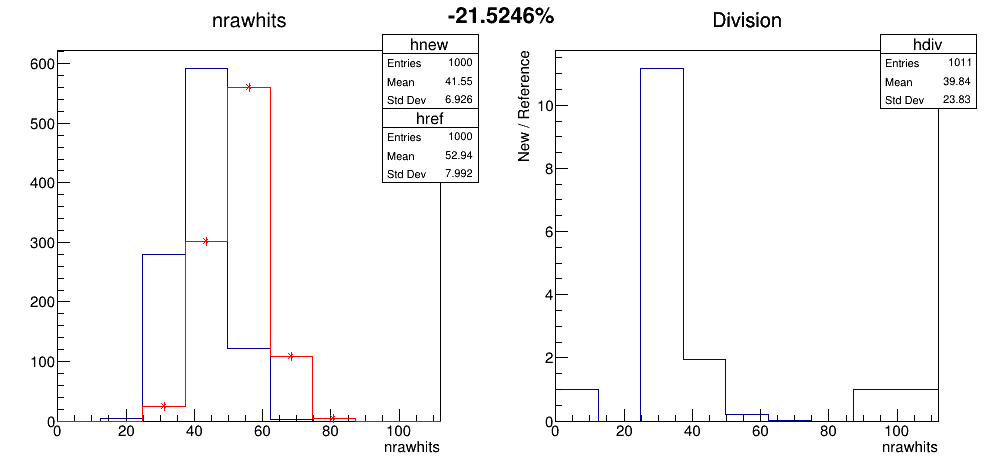 -21.5246%
nrawhits
hnew
Entries 1000
Mean 41.55
Std Dev 6.926
href
Entries 1000
Mean 52.94
Std Dev 7.992
600
500
400
300
200
100
0
0 20 40 60 80 100
nrawhits
Division
hdiv
Entries 1011
Mean 39.84
Std Dev 23.83
New / Reference
10
8
6
4
2
0
0 20 40 60 80 100
nrawhits